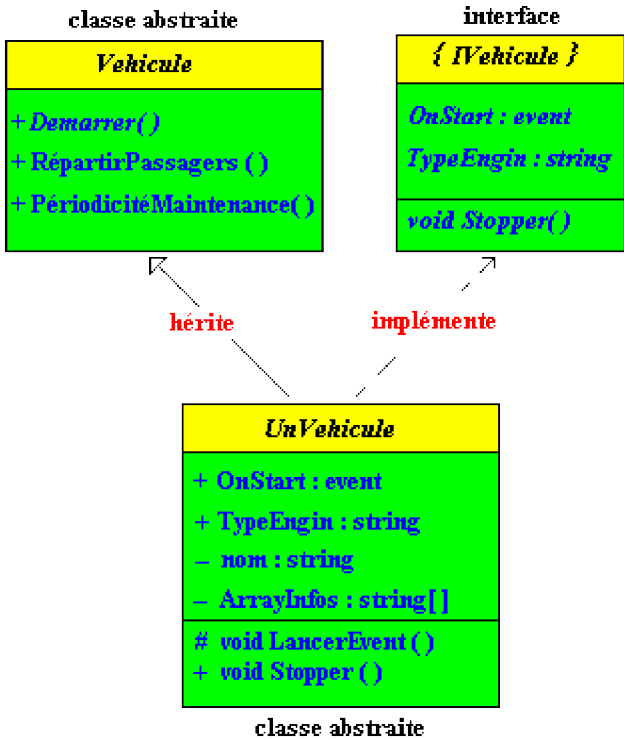 classe abstraite
Vehicule
+ Demarrer()
+ RépartirPassagers ( )
+ PériodicitéMaintenance()
interface
{ IVehicule }
OnStart : event
TypeEngin : string
void Stopper()
hérite
implémente
UnVehicule
+ OnStart : event
+ TypeEngin : string
– nom : string
– ArrayInfos : string[]
# void LancerEvent ( )
+ void Stopper ( )
classe abstraite